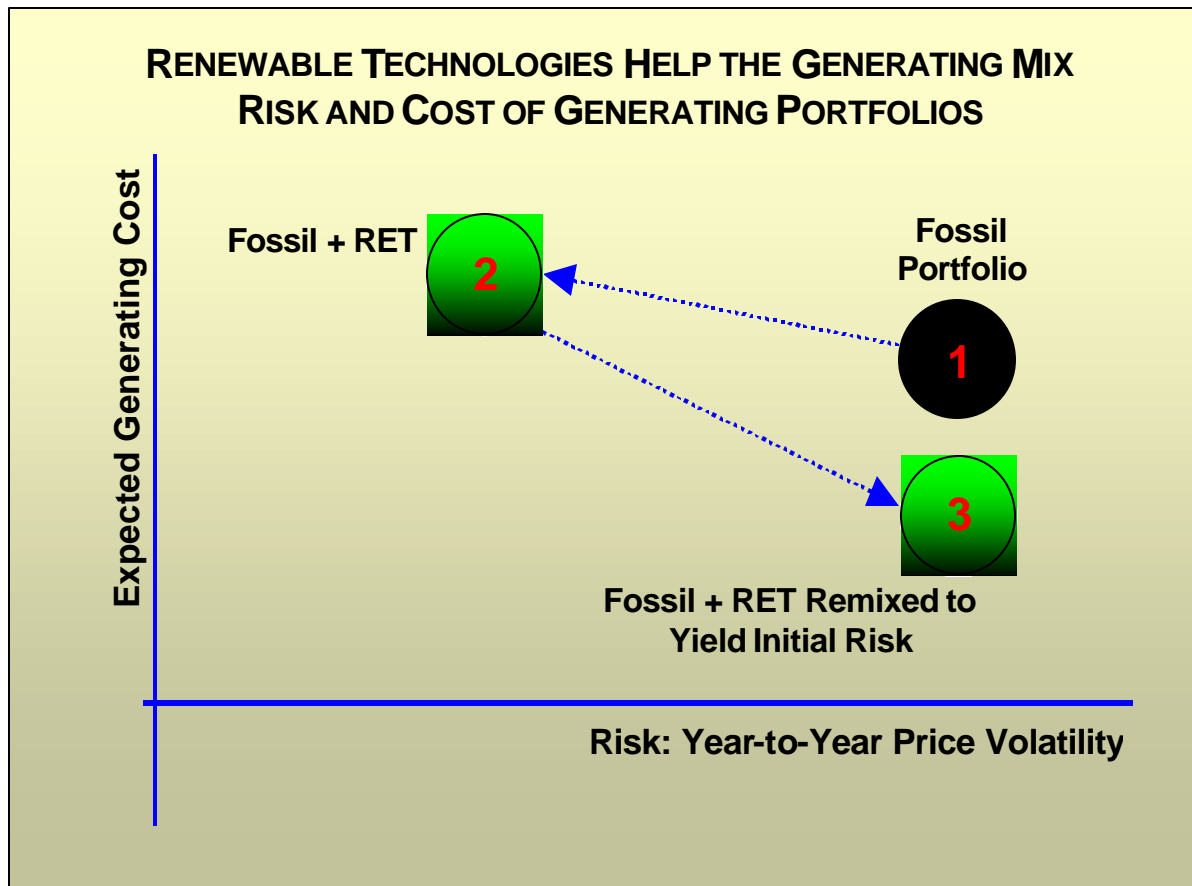 RENEWABLE TECHNOLOGIES HELP THE GENERATING MIX
RISK AND COST OF GENERATING PORTFOLIOS
Expected Generating Cost
Fossil + RET
2
Fossil
Portfolio
1
3
Fossil + RET Remixed to
Yield Initial Risk
Risk: Year-to-Year Price Volatility